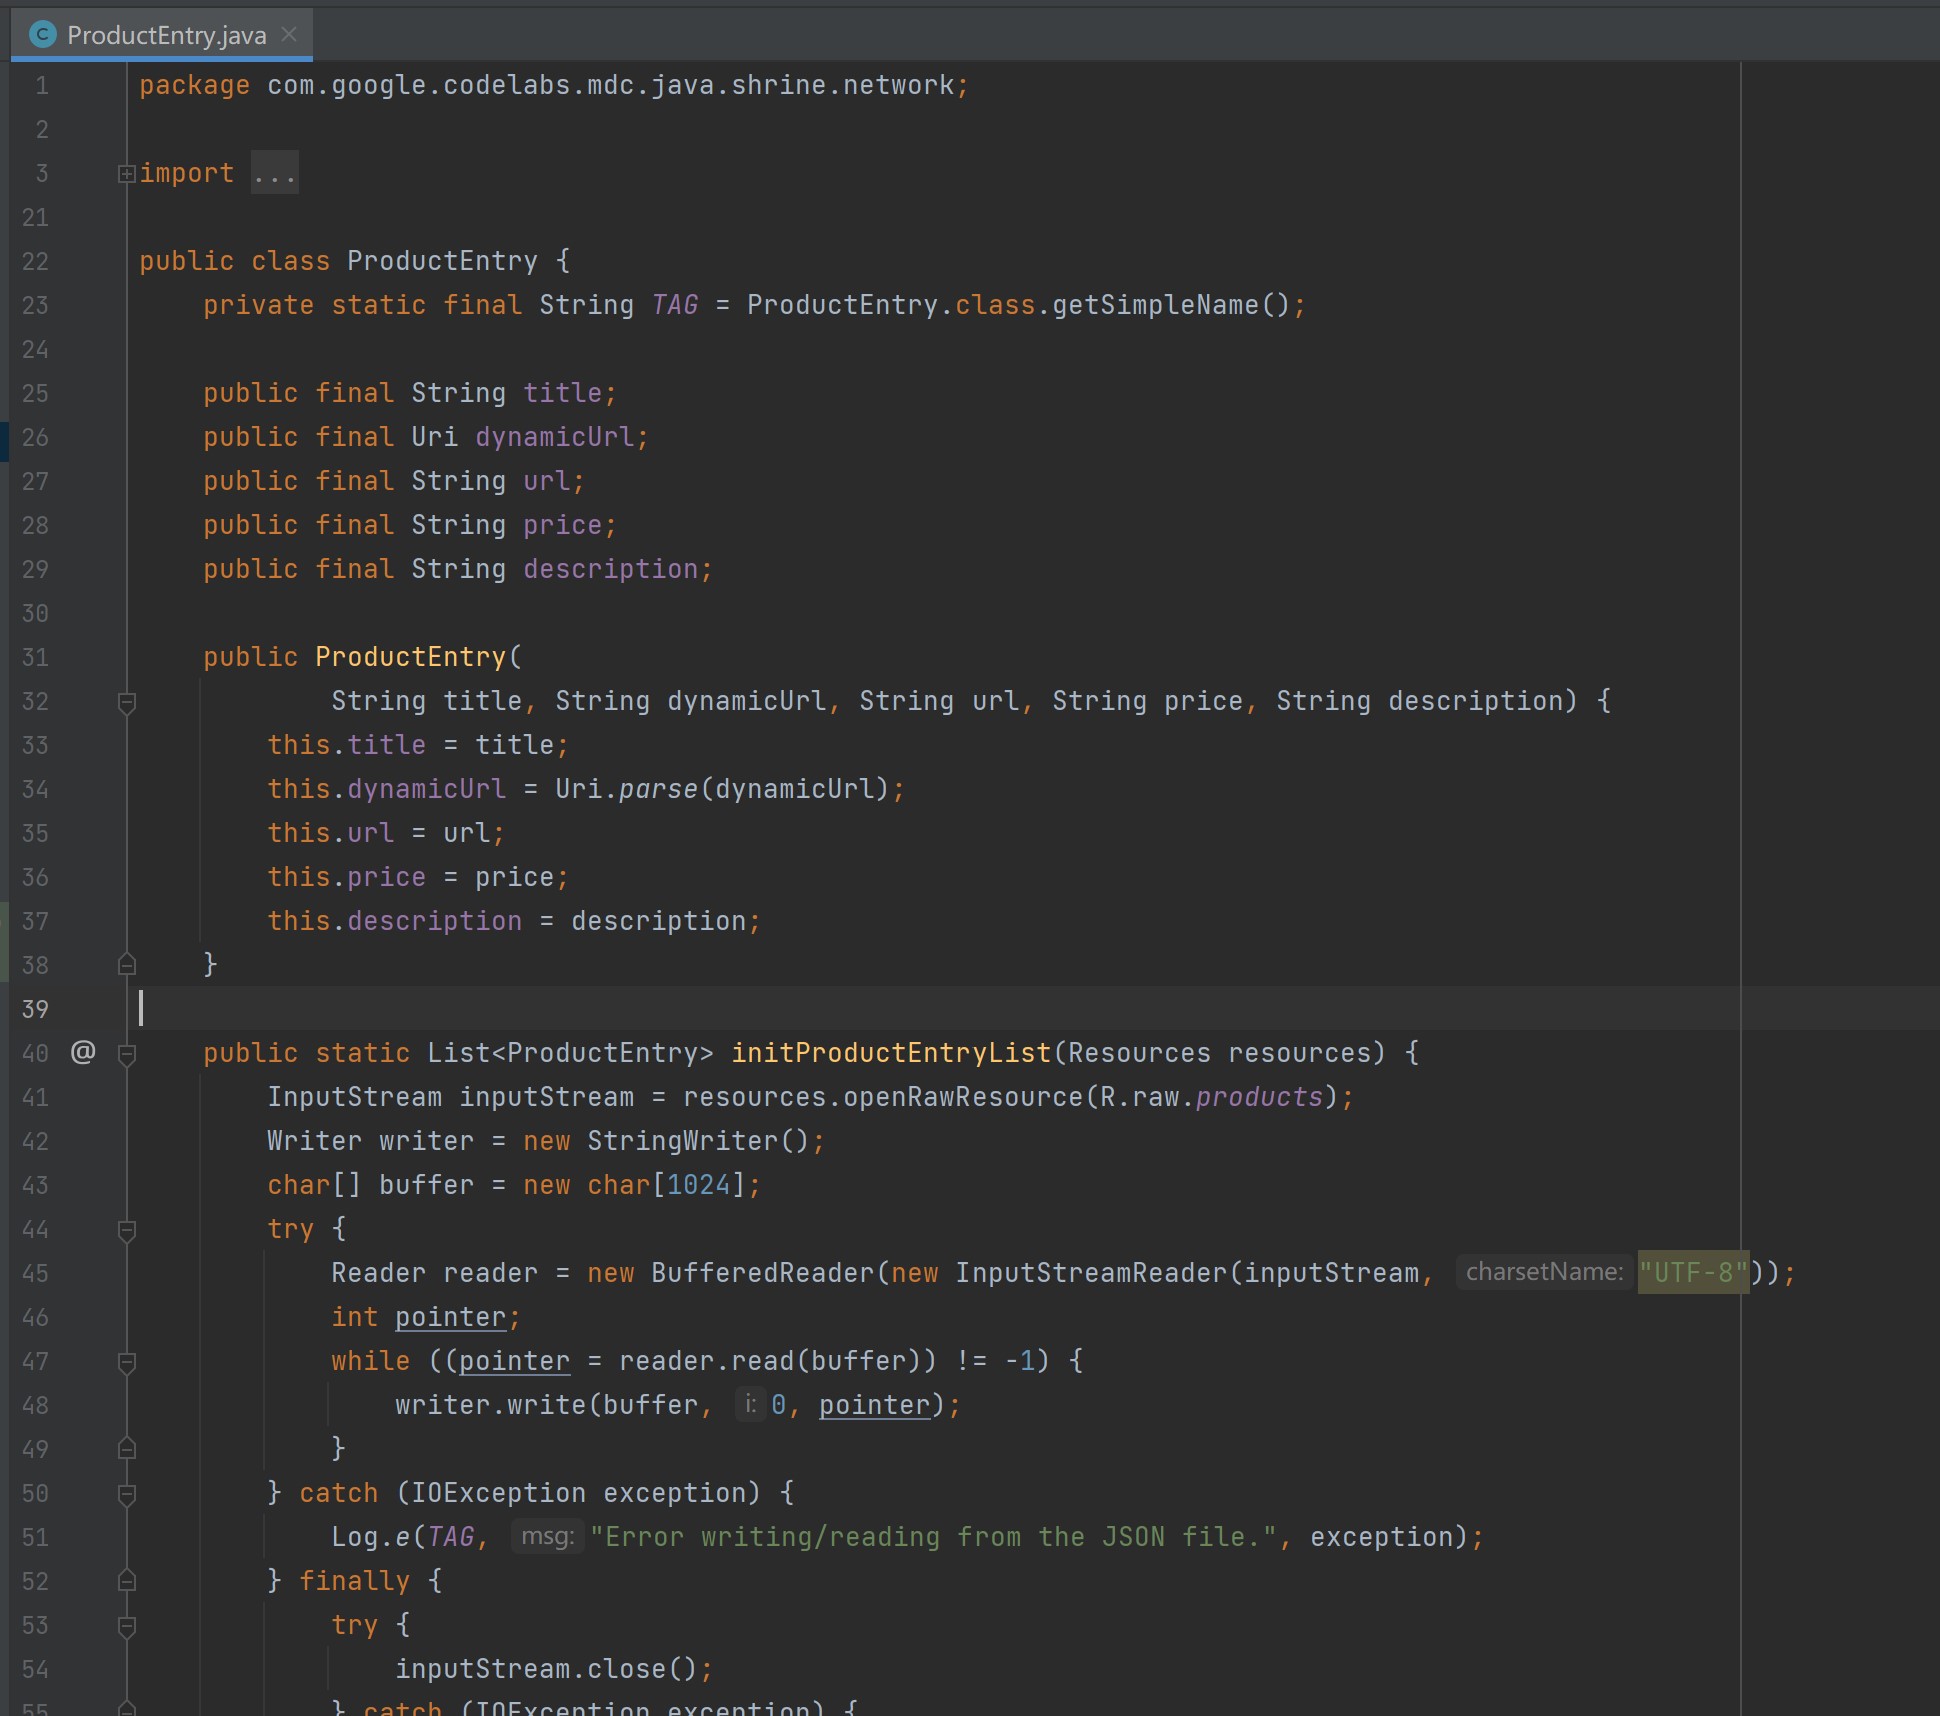 ProductEntry.java
1 package com.google.codelabs.mdc.java.shrine.network;
2
3 import ...
21
22 public class ProductEntry {
23     private static final String TAG = ProductEntry.class.getSimpleName();
24
25     public final String title;
26     public final Uri dynamicUrl;
27     public final String url;
28     public final String price;
29     public final String description;
30
31     public ProductEntry(
32             String title, String dynamicUrl, String url, String price, String description) {
33         this.title = title;
34         this.dynamicUrl = Uri.parse(dynamicUrl);
35         this.url = url;
36         this.price = price;
37         this.description = description;
38     }
39
40 @   public static List<ProductEntry> initProductEntryList(Resources resources) {
41         InputStream inputStream = resources.openRawResource(R.raw.products);
42         Writer writer = new StringWriter();
43         char[] buffer = new char[1024];
44         try {
45             Reader reader = new BufferedReader(new InputStreamReader(inputStream, charsetName: "UTF-8"));
46             int pointer;
47             while ((pointer = reader.read(buffer)) != -1) {
48                 writer.write(buffer, i: 0, pointer);
49             }
50         } catch (IOException exception) {
51             Log.e(TAG, msg: "Error writing/reading from the JSON file.", exception);
52         } finally {
53             try {
54                 inputStream.close();
55             } catch (IOException exception) {